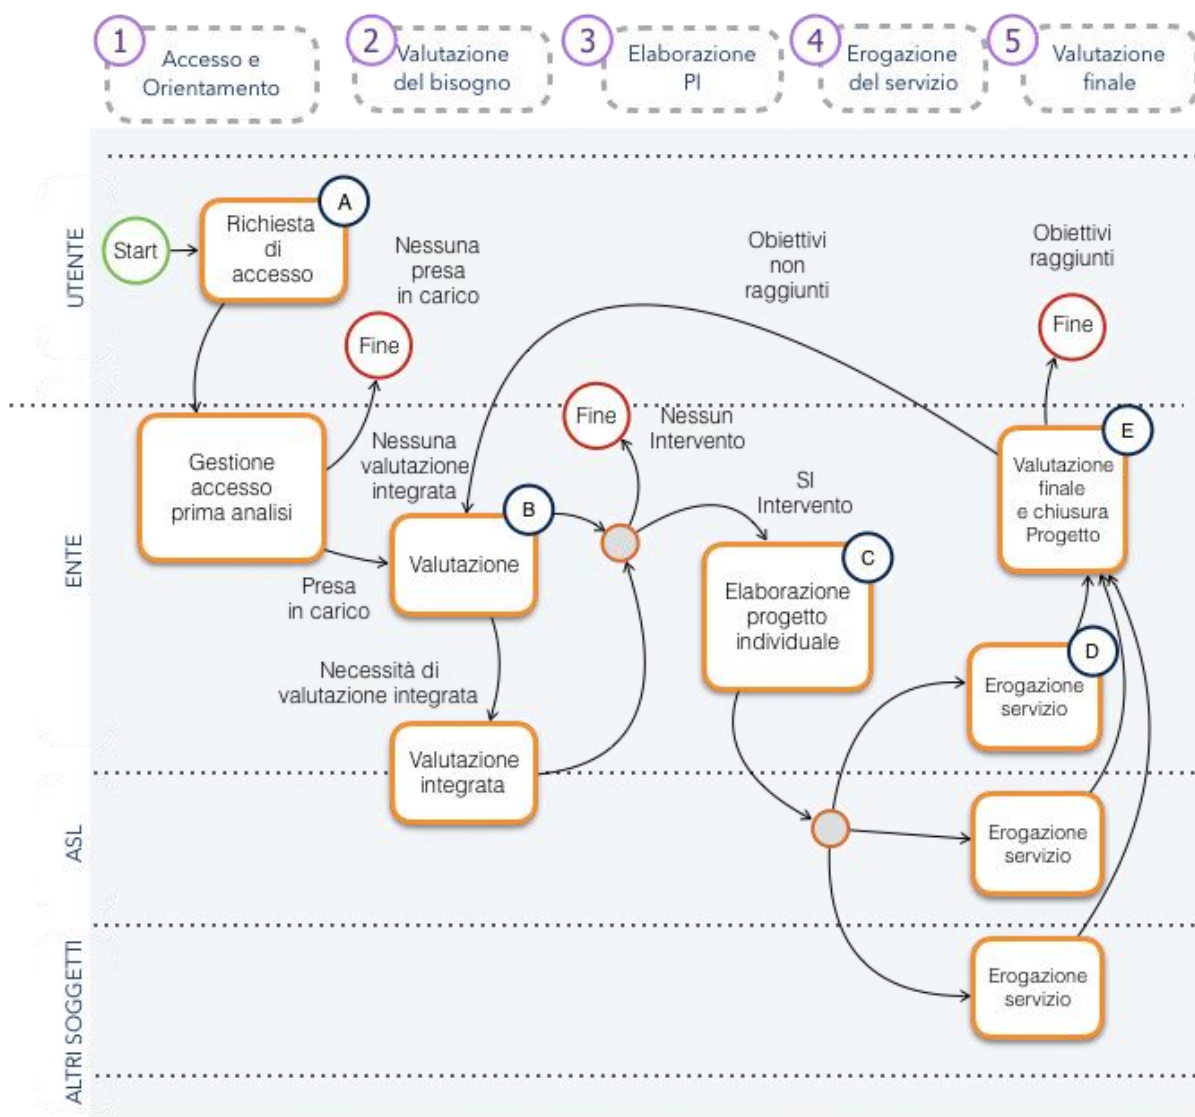 1
Accesso e
Orientamento
2
Valutazione
del bisogno
3
Elaborazione
PI
4
Erogazione
del servizio
5
Valutazione
finale
UTENTE
Start
Richiesta
di
accesso
A
Nessuna
presa
in carico
Fine
Obiettivi
non
raggiunti
Obiettivi
raggiunti
Fine
ENTE
Gestione
accesso
prima analisi
Nessuna
valutazione
integrata
Fine
Nessun
Intervento
Presa
in carico
Valutazione
B
SI
Intervento
Elaborazione
progetto
individuale
C
Valutazione
finale
e chiusura
Progetto
E
Necessità di
valutazione integrata
Valutazione
integrata
Erogazione
servizio
D
ASL
Erogazione
servizio
ALTRI SOGGETTI
Erogazione
servizio